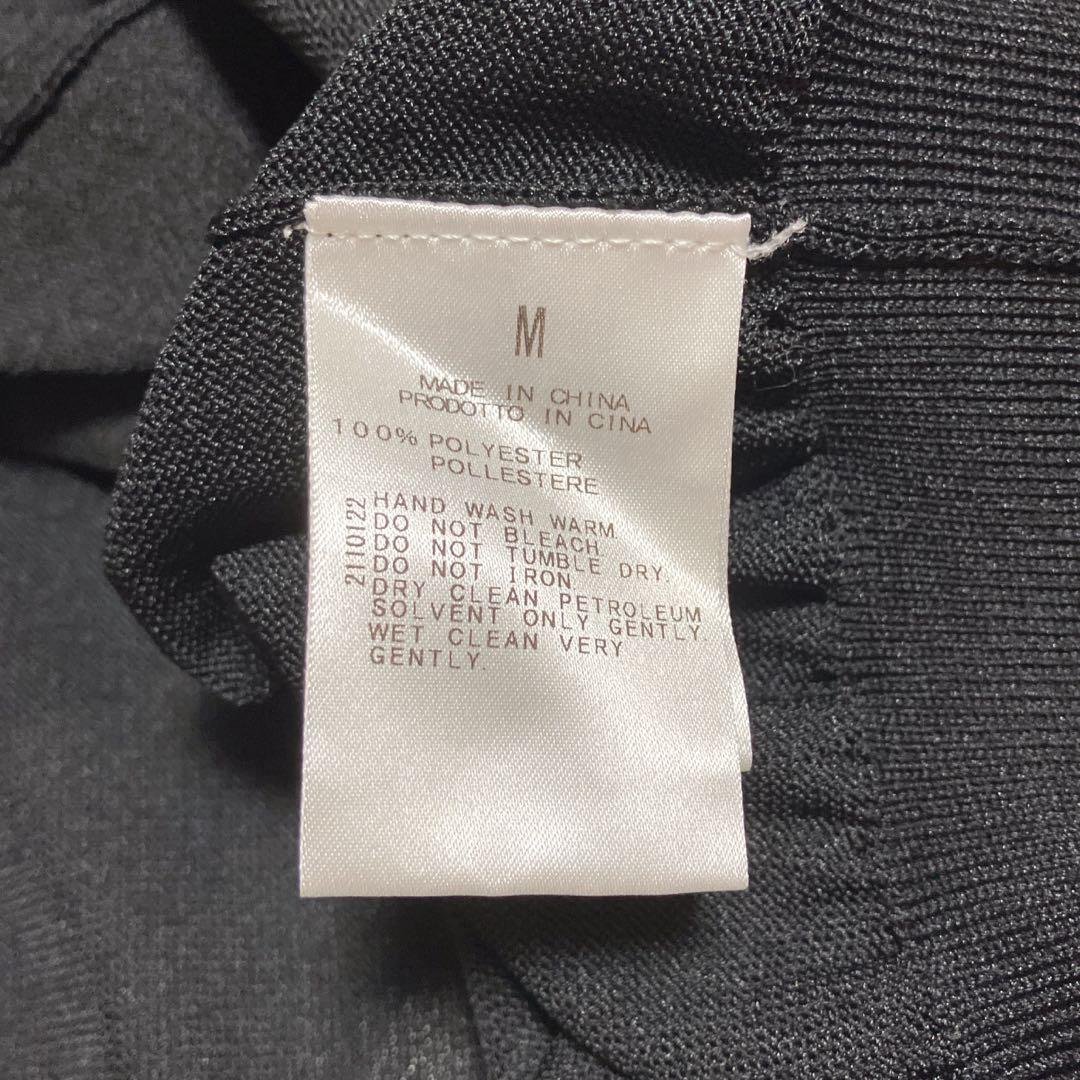 M
MADE IN CHINA
PRODOTTO IN CINA
100% POLYESTER
POLLESTERE
2110122
HAND WASH WARM
DO NOT BLEACH.
DO NOT TUMBLE DRY.
DO NOT IRON.
DRY CLEAN PETROLEUM
SOLVENT ONLY GENTLY.
WET CLEAN VERY
GENTLY.